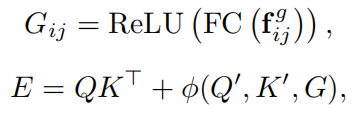 G_{ij} = ReLU (FC (f^g_{ij})) ,
E = QK^⊤ + ϕ(Q′, K′, G),